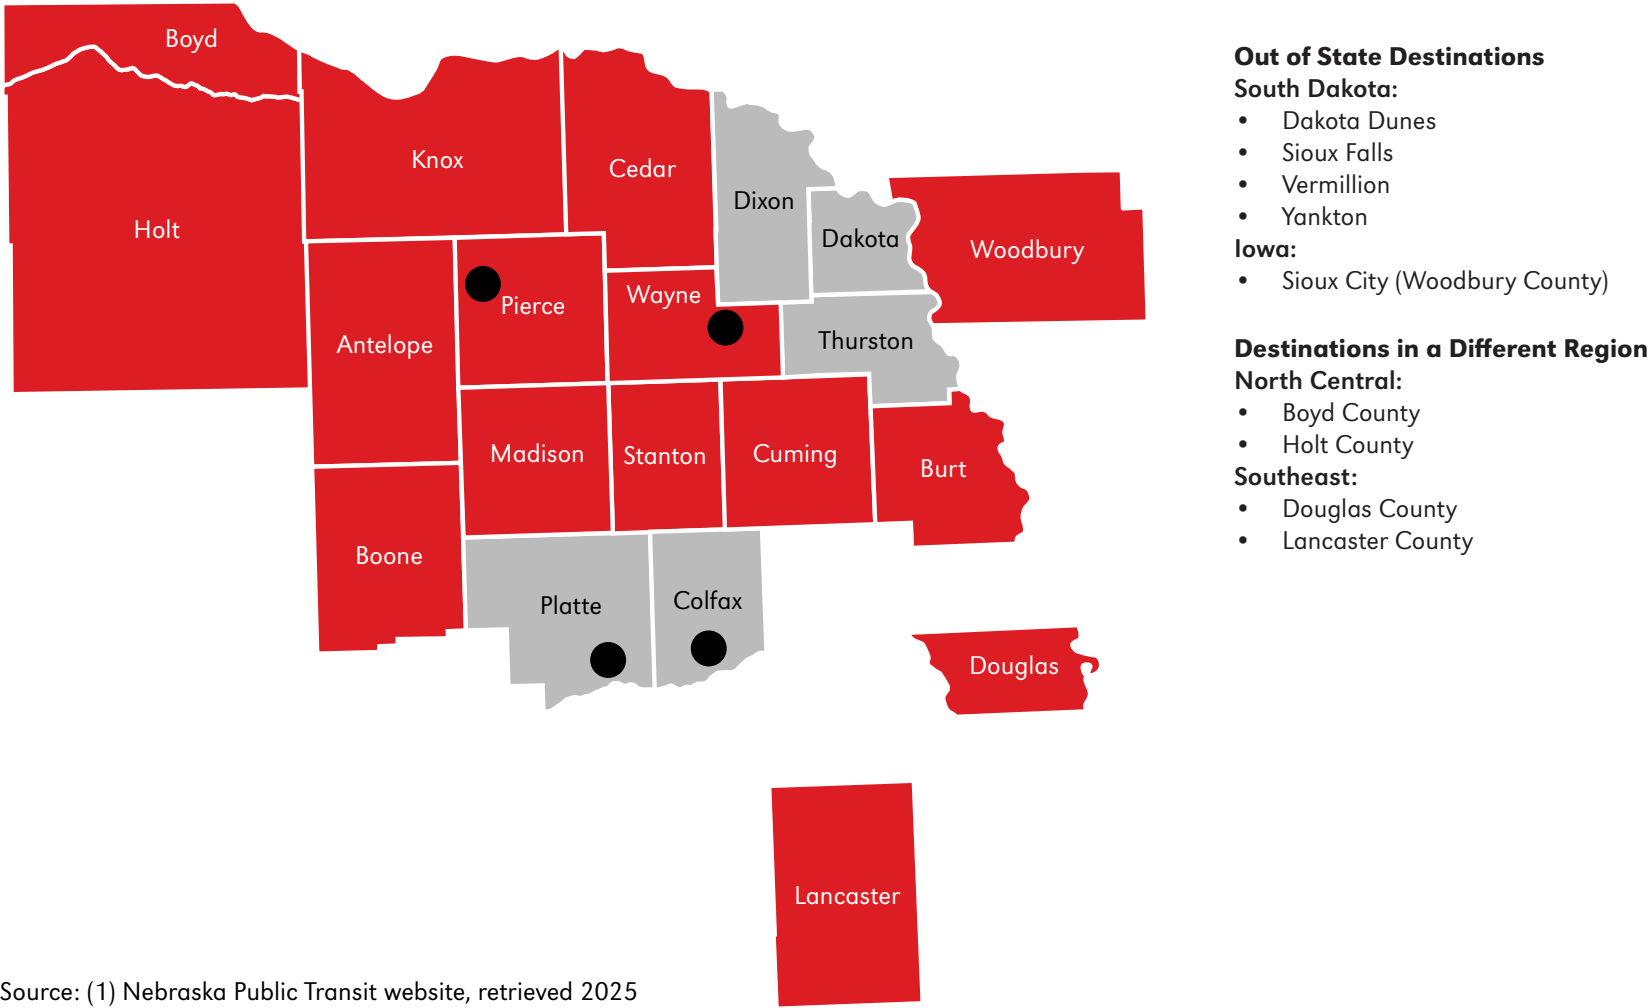 Boyd
Knox
Cedar
Holt
Dixon
Dakota
Woodbury
Pierce
Wayne
Antelope
Thurston
Madison
Stanton
Cuming
Burt
Boone
Platte
Colfax
Douglas
Lancaster
Out of State Destinations
South Dakota:
• Dakota Dunes
• Sioux Falls
• Vermillion
• Yankton
Iowa:
• Sioux City (Woodbury County)
Destinations in a Different Region
North Central:
• Boyd County
• Holt County
Southeast:
• Douglas County
• Lancaster County
Source: (1) Nebraska Public Transit website, retrieved 2025